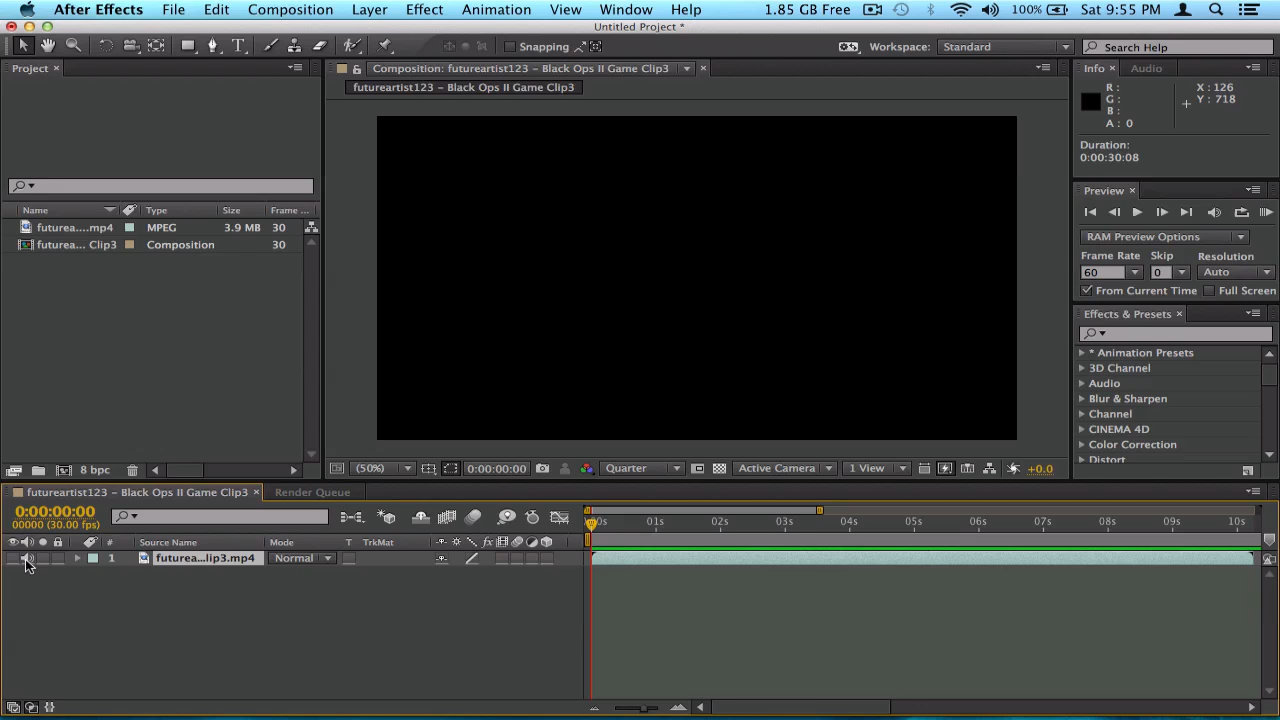 After Effects File Edit Composition Layer Effect Animation View Window Help 1.85 GB Free 100% Sat 9:55 PM
Untitled Project *
Snapping Workspace: Standard Search Help
Project Composition: futureartist123 – Black Ops II Game Clip3 Info Audio
futureartist123 – Black Ops II Game Clip3
R: X: 126
G: Y: 718
B:
A: 0
Duration:
0:00:30:08
Preview
Name Type Size Frame ...
futurea....mp4 MPEG 3.9 MB 30
futurea... Clip3 Composition 30
RAM Preview Options
Frame Rate Skip Resolution
60 0 Auto
From Current Time Full Screen
Effects & Presets
* Animation Presets
3D Channel
Audio
Blur & Sharpen
Channel
CINEMA 4D
Color Correction
Distort
8 bpc (50%) 0:00:00:00 Quarter Active Camera 1 View +0.0
futureartist123 – Black Ops II Game Clip3 Render Queue
0:00:00:00
00000 (30.00 fps)
00s 01s 02s 03s 04s 05s 06s 07s 08s 09s 10s
# Source Name Mode T TrkMat fx
1 futurea...lip3.mp4 Normal